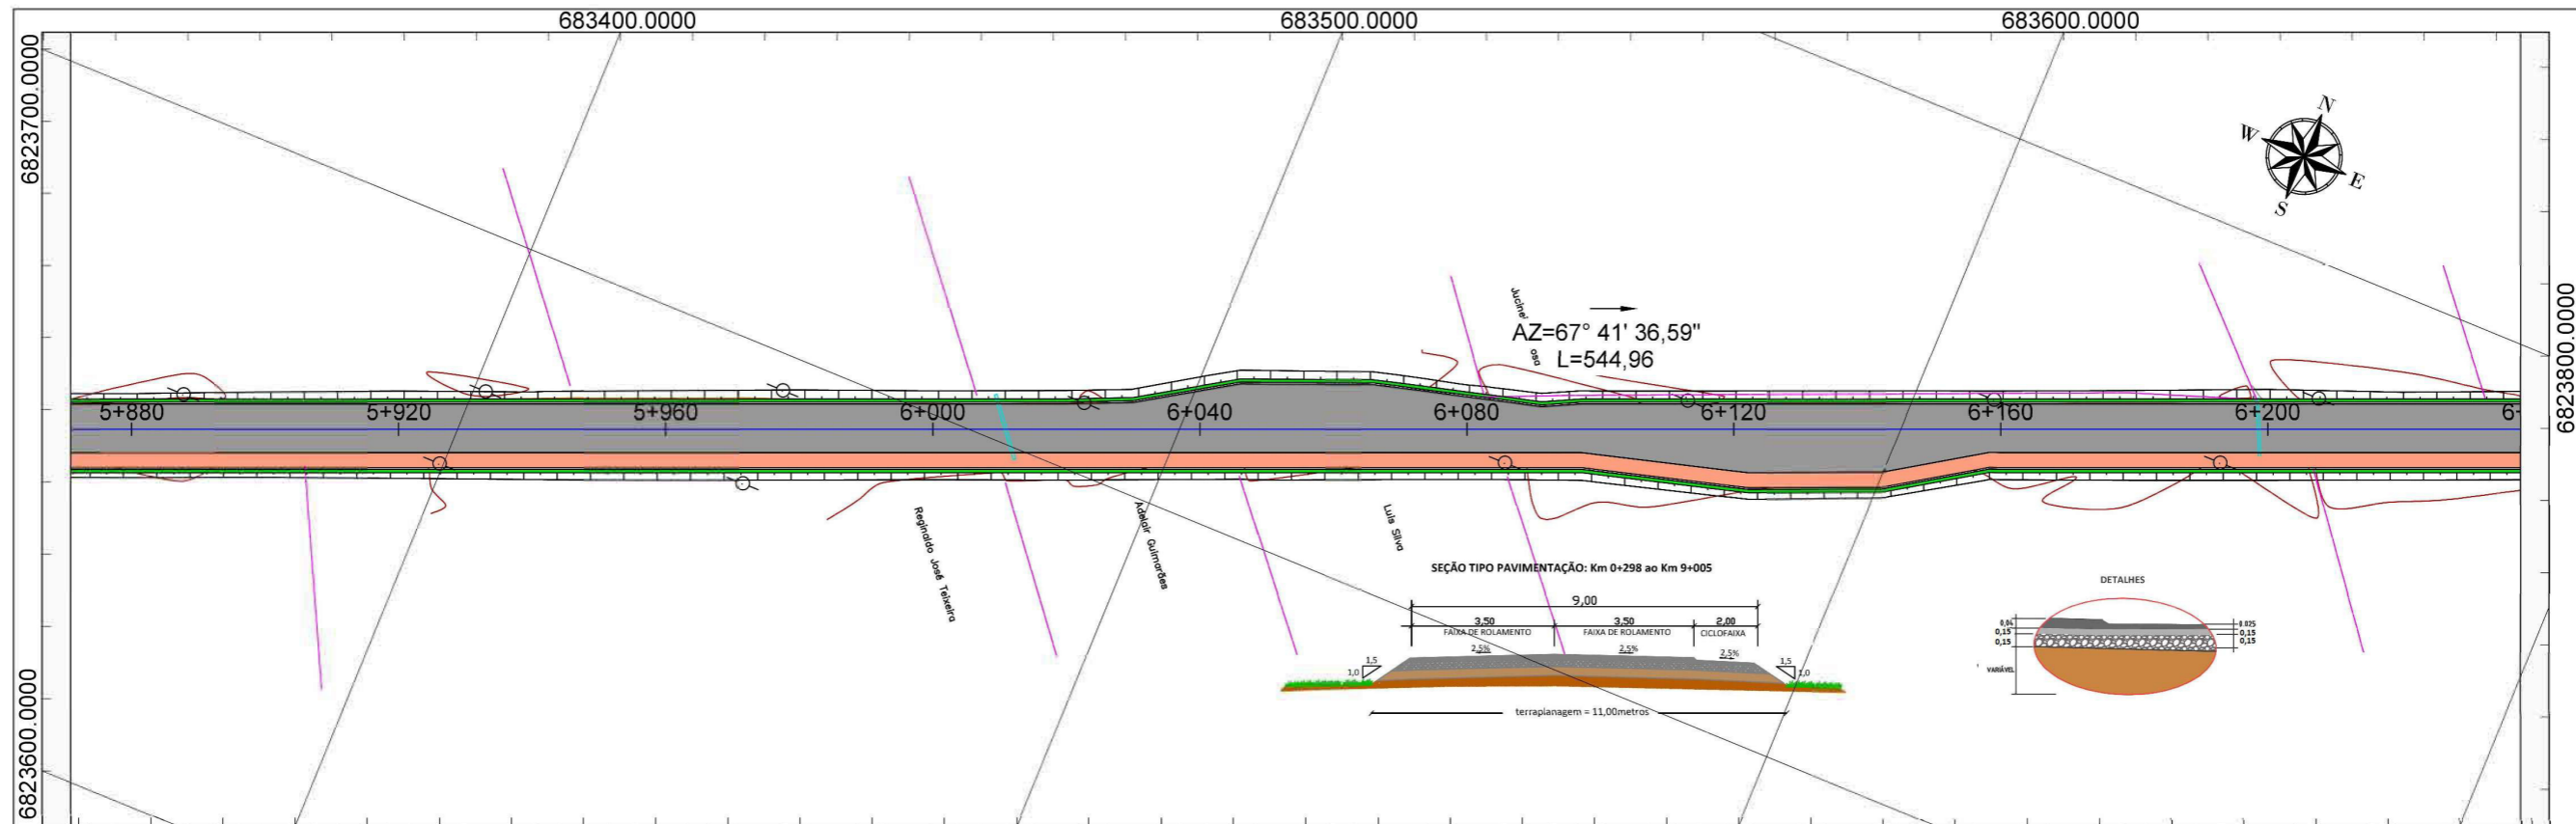 683400.0000
683500.0000
683600.0000
6823700.0000
6823800.0000
6823600.0000
N
W
E
S
AZ=67° 41' 36,59"
L=544,96
5+880
5+920
5+960
6+000
6+040
6+080
6+120
6+160
6+200
Reginaldo José Teixeira
Adelair Guimarães
Luis Silva
SEÇÃO TIPO PAVIMENTAÇÃO: Km 0+298 ao Km 9+005
9,00
3,50
3,50
2,00
FAIXA DE ROLAMENTO
FAIXA DE ROLAMENTO
CICLOFAIXA
2,5%
2,5%
2,5%
1,5
1,0
1,5
1,0
terraplanagem = 11,00metros
DETALHES
0,04
0,15
0,15
VARIÁVEL
0.025
0,15
0,15